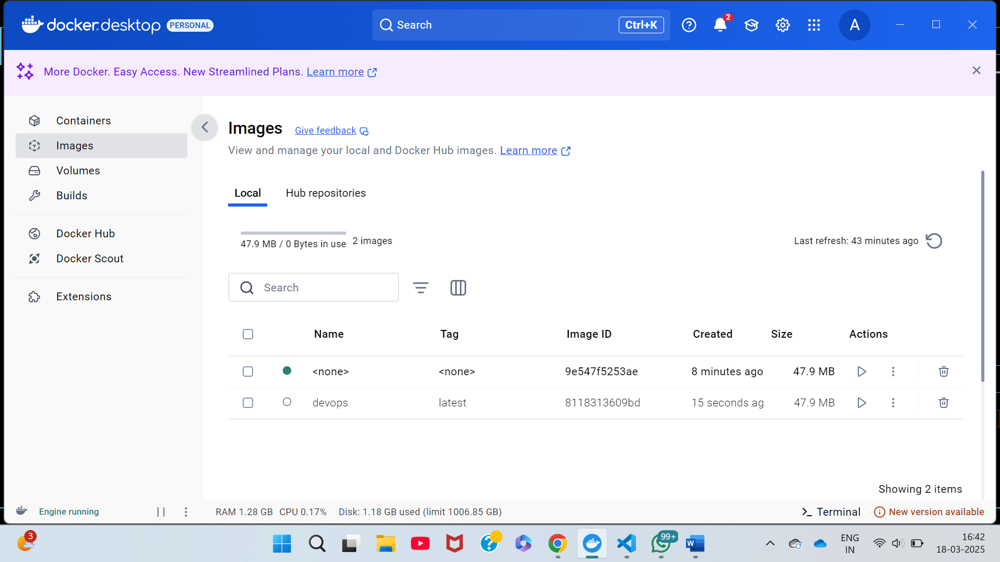 docker desktop PERSONAL
Search Ctrl+K
2
A
More Docker. Easy Access. New Streamlined Plans. Learn more
Containers
Images
Volumes
Builds
Docker Hub
Docker Scout
Extensions
Images Give feedback
View and manage your local and Docker Hub images. Learn more
Local Hub repositories
47.9 MB / 0 Bytes in use 2 images Last refresh: 43 minutes ago
Search
Name Tag Image ID Created Size Actions
<none> <none> 9e547f5253ae 8 minutes ago 47.9 MB
devops latest 8118313609bd 15 seconds ag 47.9 MB
Showing 2 items
Engine running RAM 1.28 GB CPU 0.17% Disk: 1.18 GB used (limit 1006.85 GB) >_ Terminal New version available
3
99+
W
ENG
IN
16:42
18-03-2025